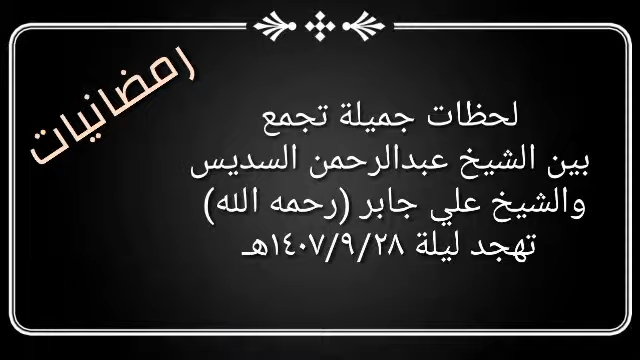 رمضانيات
لحظات جميلة تجمع
بين الشيخ عبدالرحمن السديس
والشيخ علي جابر (رحمه الله)
تهجد ليلة ١٤٠٧/٩/٢٨هـ